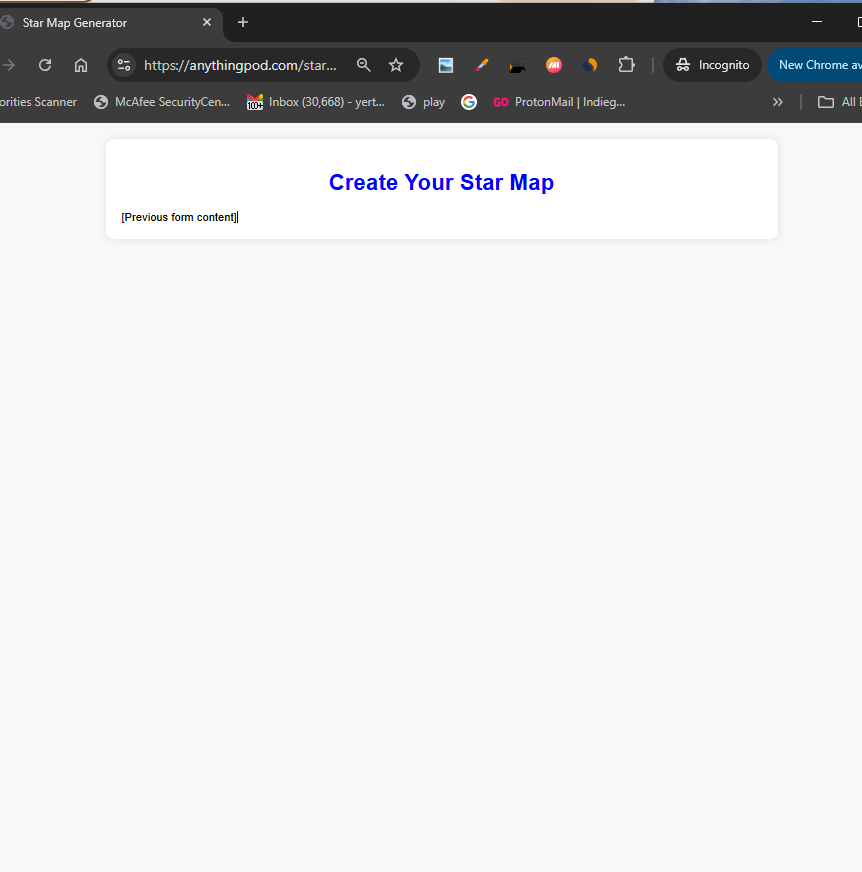 Star Map Generator
https://anythingpod.com/star...
Incognito
New Chrome av
orities Scanner
McAfee SecurityCen...
100+
Inbox (30,668) - yert...
play
G
GO
ProtonMail | Indieg...
All
Create Your Star Map
[Previous form content]